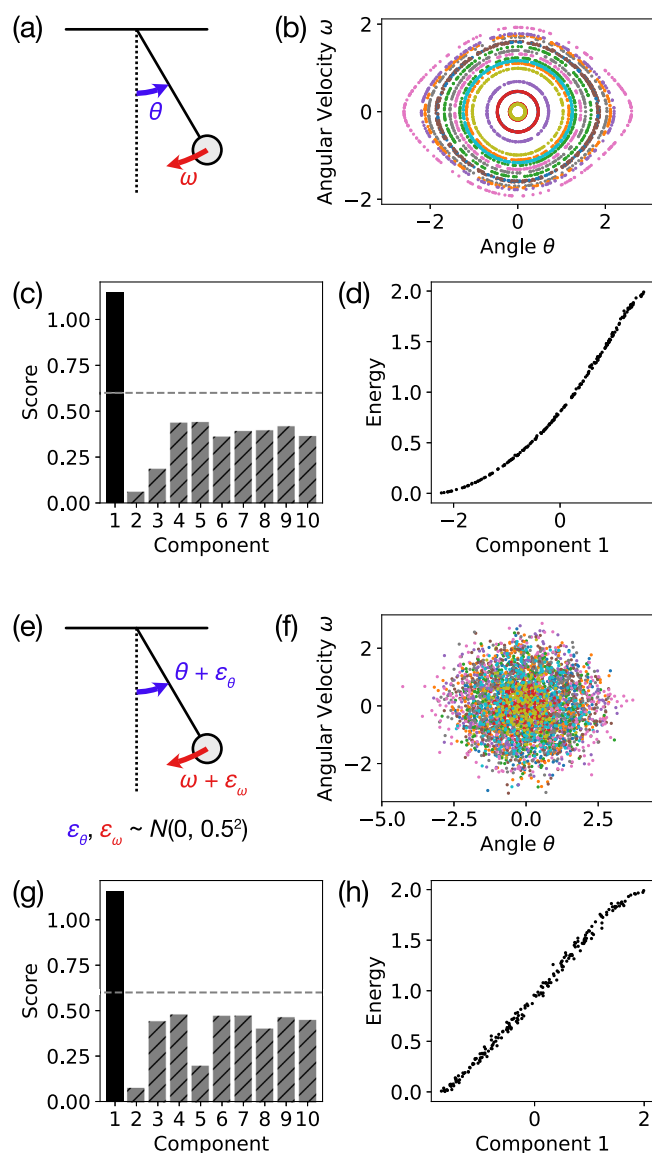 (a)
θ
ω
(b)
Angular Velocity ω
2
0
−2
−2
0
2
Angle θ
(c)
Score
1.00
0.75
0.50
0.25
0.00
1 2 3 4 5 6 7 8 9 10
Component
(d)
Energy
2.0
1.5
1.0
0.5
0.0
−2
0
Component 1
(e)
θ + εθ
ω + εω
εθ, εω ~ N(0, 0.5²)
(f)
Angular Velocity ω
2
0
−2
−5.0
−2.5
0.0
2.5
Angle θ
(g)
Score
1.00
0.75
0.50
0.25
0.00
1 2 3 4 5 6 7 8 9 10
Component
(h)
Energy
2.0
1.5
1.0
0.5
0.0
0
2
Component 1